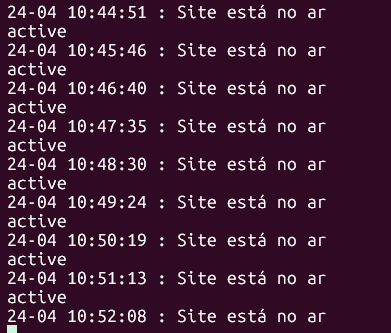 24-04 10:44:51 : Site está no ar
active
24-04 10:45:46 : Site está no ar
active
24-04 10:46:40 : Site está no ar
active
24-04 10:47:35 : Site está no ar
active
24-04 10:48:30 : Site está no ar
active
24-04 10:49:24 : Site está no ar
active
24-04 10:50:19 : Site está no ar
active
24-04 10:51:13 : Site está no ar
active
24-04 10:52:08 : Site está no ar